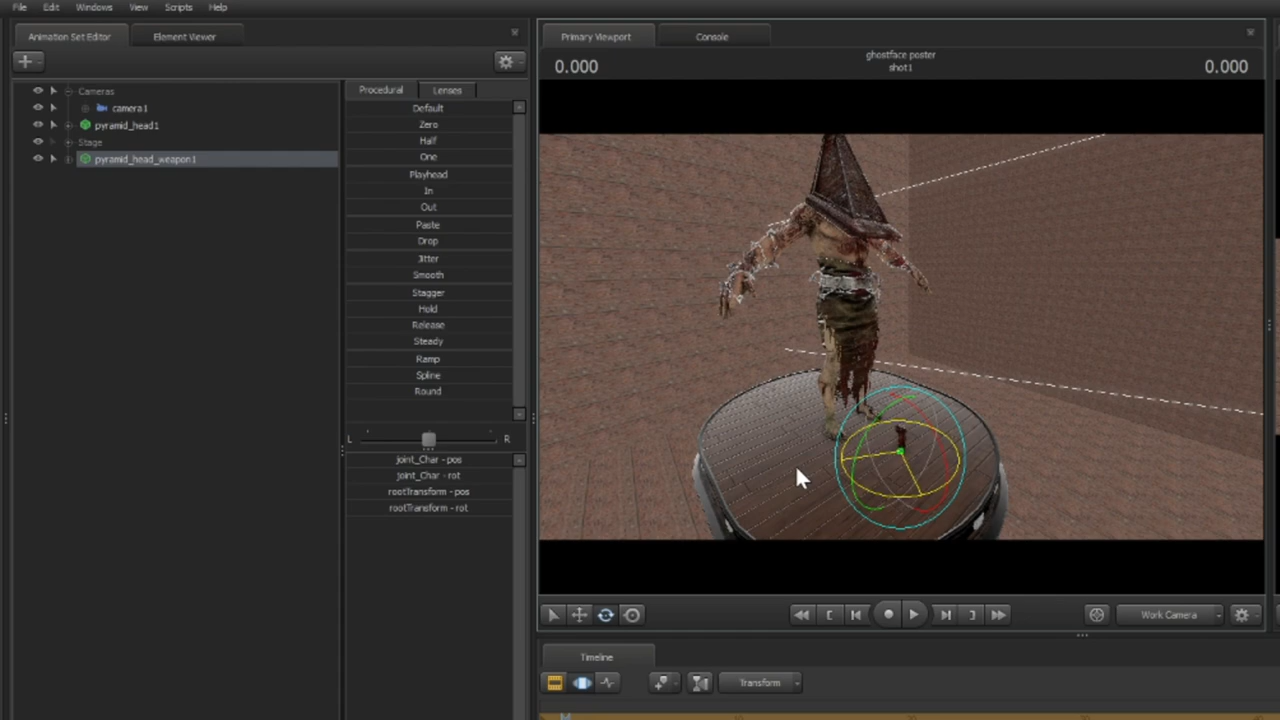 File Edit Windows View Scripts Help
Animation Set Editor Element Viewer
Cameras
camera1
pyramid_head1
Stage
pyramid_head_weapon1
Procedural Lenses
Default
Zero
Half
One
Playhead
In
Out
Paste
Drop
Jitter
Smooth
Stagger
Hold
Release
Steady
Ramp
Spline
Round
L R
joint_Char - pos
joint_Char - rot
rootTransform - pos
rootTransform - rot
Primary Viewport Console
0.000 ghostface poster 0.000
shot1
Work Camera
Timeline
Transform